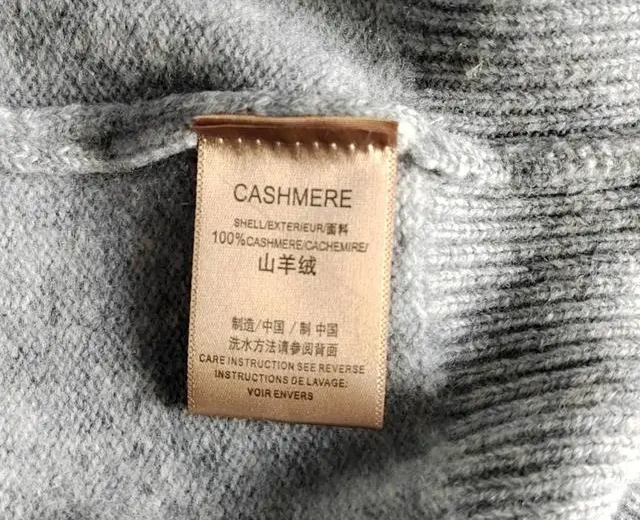 CASHMERE
SHELL/EXTERIEUR/面料
100%CASHMERE/CACHEMIRE/
山羊绒
制造/中国 / 制 中国
洗水方法请参阅背面
CARE INSTRUCTION SEE REVERSE
INSTRUCTIONS DE LAVAGE:
VOIR ENVERS